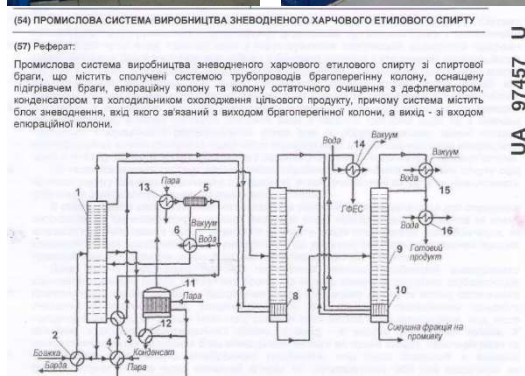 (54) ПРОМИСЛОВА СИСТЕМА ВИРОБНИЦТВА ЗНЕВОДНЕНОГО ХАРЧОВОГО ЕТИЛОВОГО СПИРТУ
(57) Реферат:
Промислова система виробництва зневодненого харчового етилового спирту зі спиртової
браги, що містить сполучені системою трубопроводів брагоперегінну колону, оснащену
підігрівачем браги, епюраційну колону та колону остаточного очищення з дефлегматором,
конденсатором та холодильником охолодження цільового продукту, причому система містить
блок зневоднення, вхід якого зв'язаний з виходом брагоперегінної колони, а вихід - зі входом
епюраційної колони.
UA 97457 U
Вода
Вакуум
14
Вакуум
Пара
Вода
15
13
5
1
ГФЕС
Вакуум
6
Вода
Вода
16
7
Готовий
продукт
9
11
Пара
8
10
12
3
Сивушна фракція на
промивку
2
4
Бражка
Конденсат
Барда
Пара